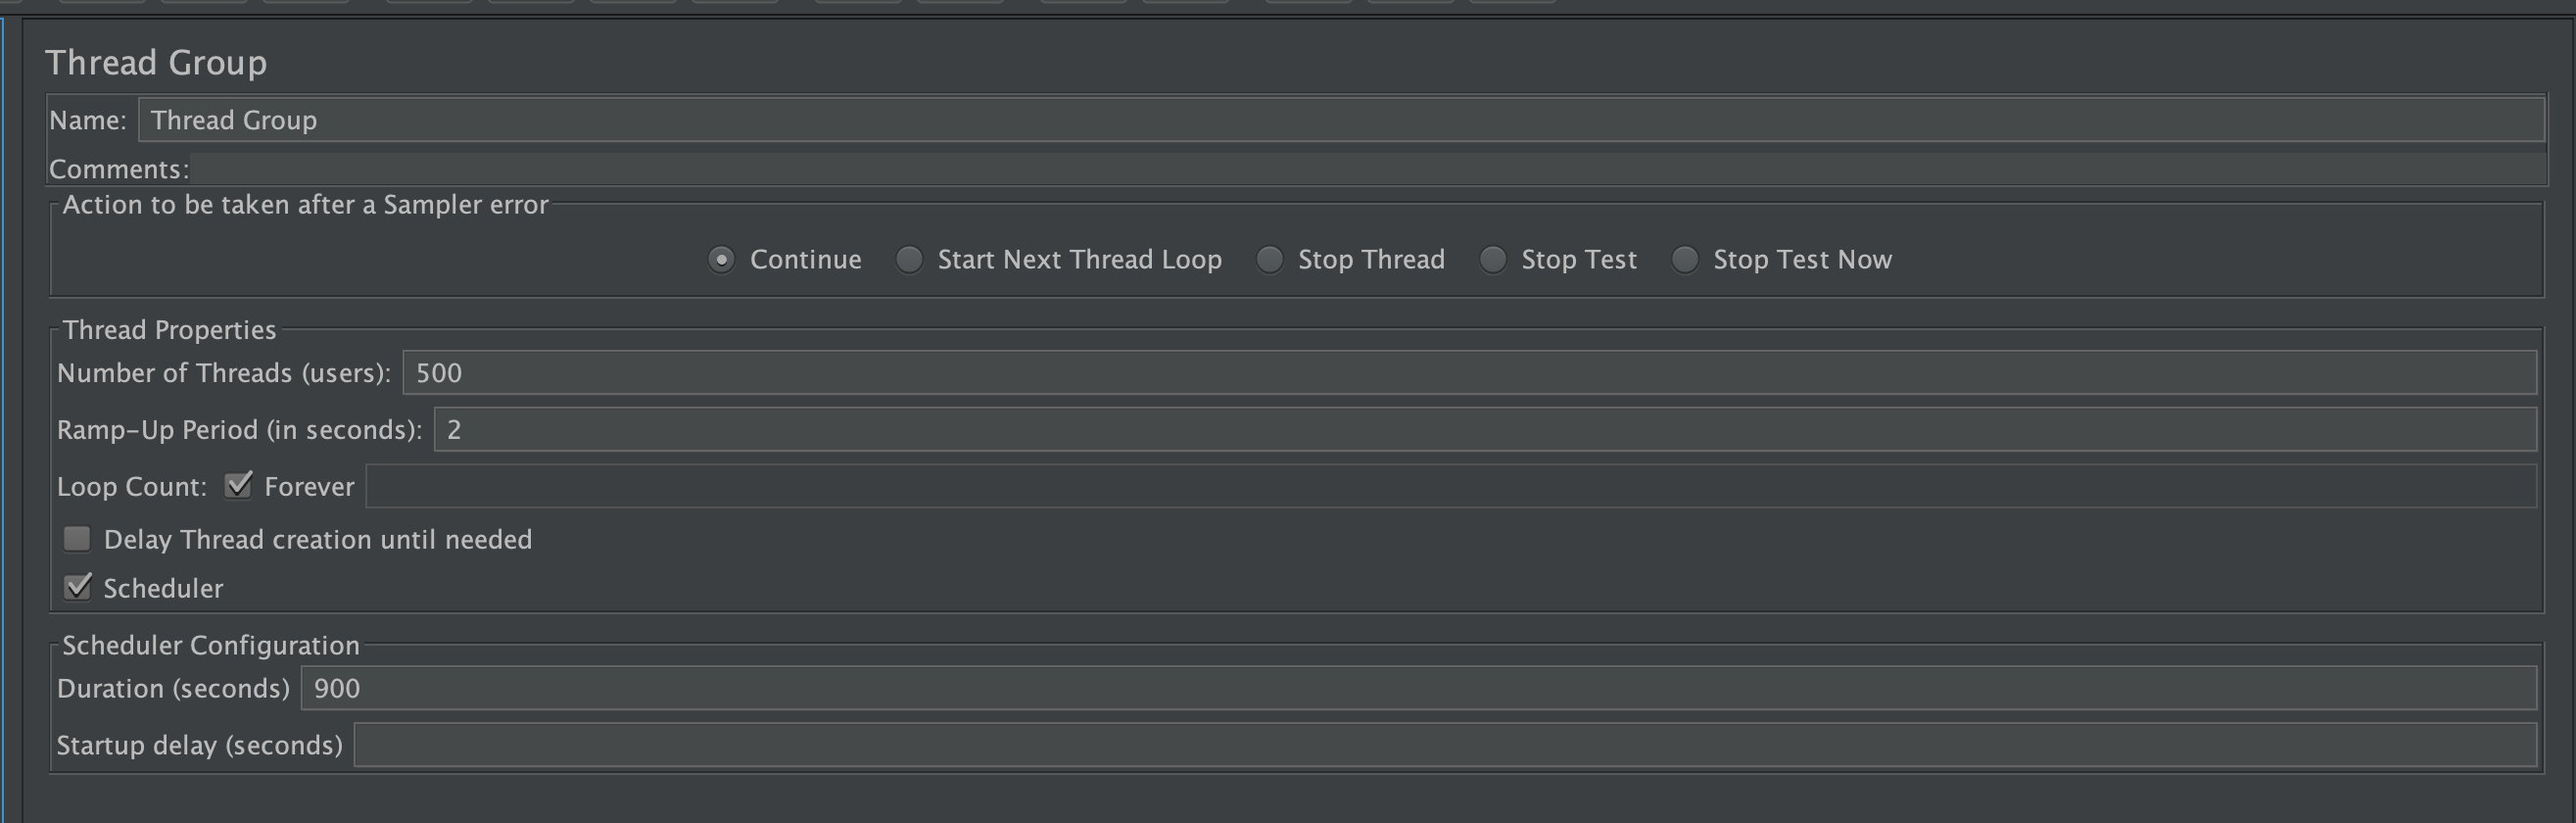 Thread Group
Name: Thread Group
Comments:
Action to be taken after a Sampler error
Continue Start Next Thread Loop Stop Thread Stop Test Stop Test Now
Thread Properties
Number of Threads (users): 500
Ramp-Up Period (in seconds): 2
Loop Count: Forever
Delay Thread creation until needed
Scheduler
Scheduler Configuration
Duration (seconds) 900
Startup delay (seconds)